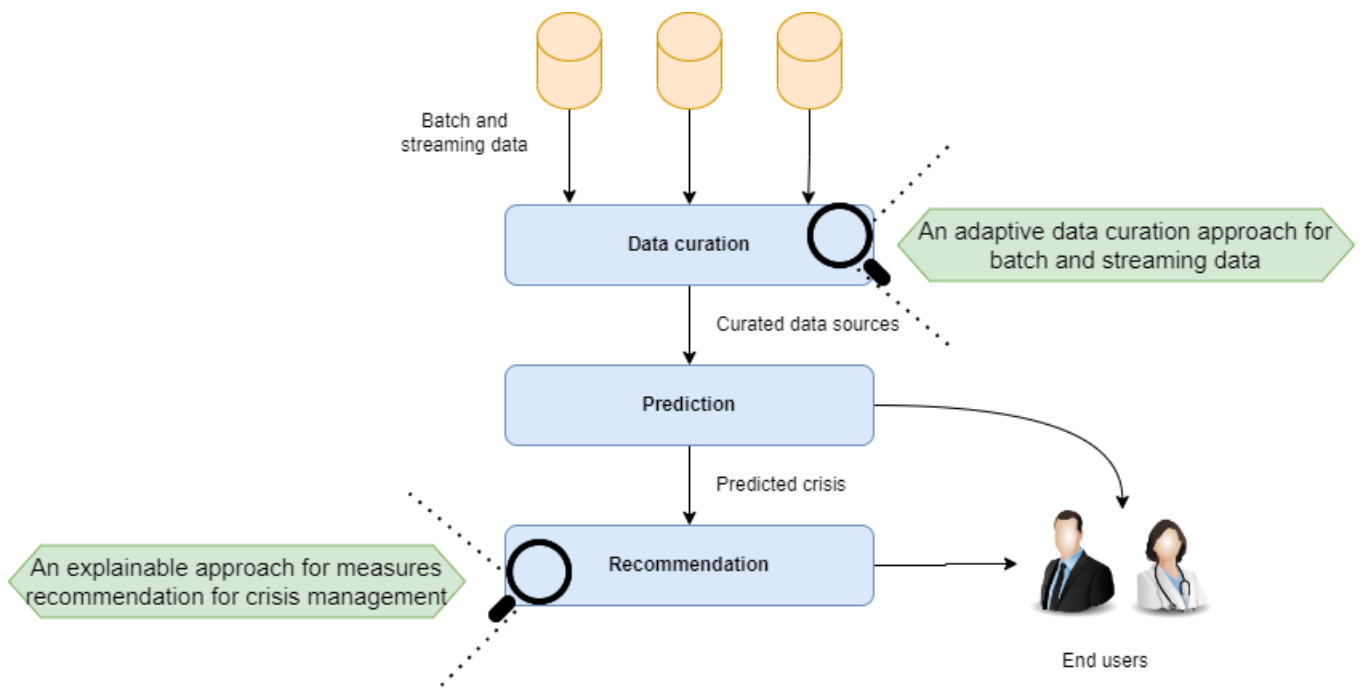 Batch and
streaming data
Data curation
An adaptive data curation approach for
batch and streaming data
Curated data sources
Prediction
Predicted crisis
An explainable approach for measures
recommendation for crisis management
Recommendation
End users